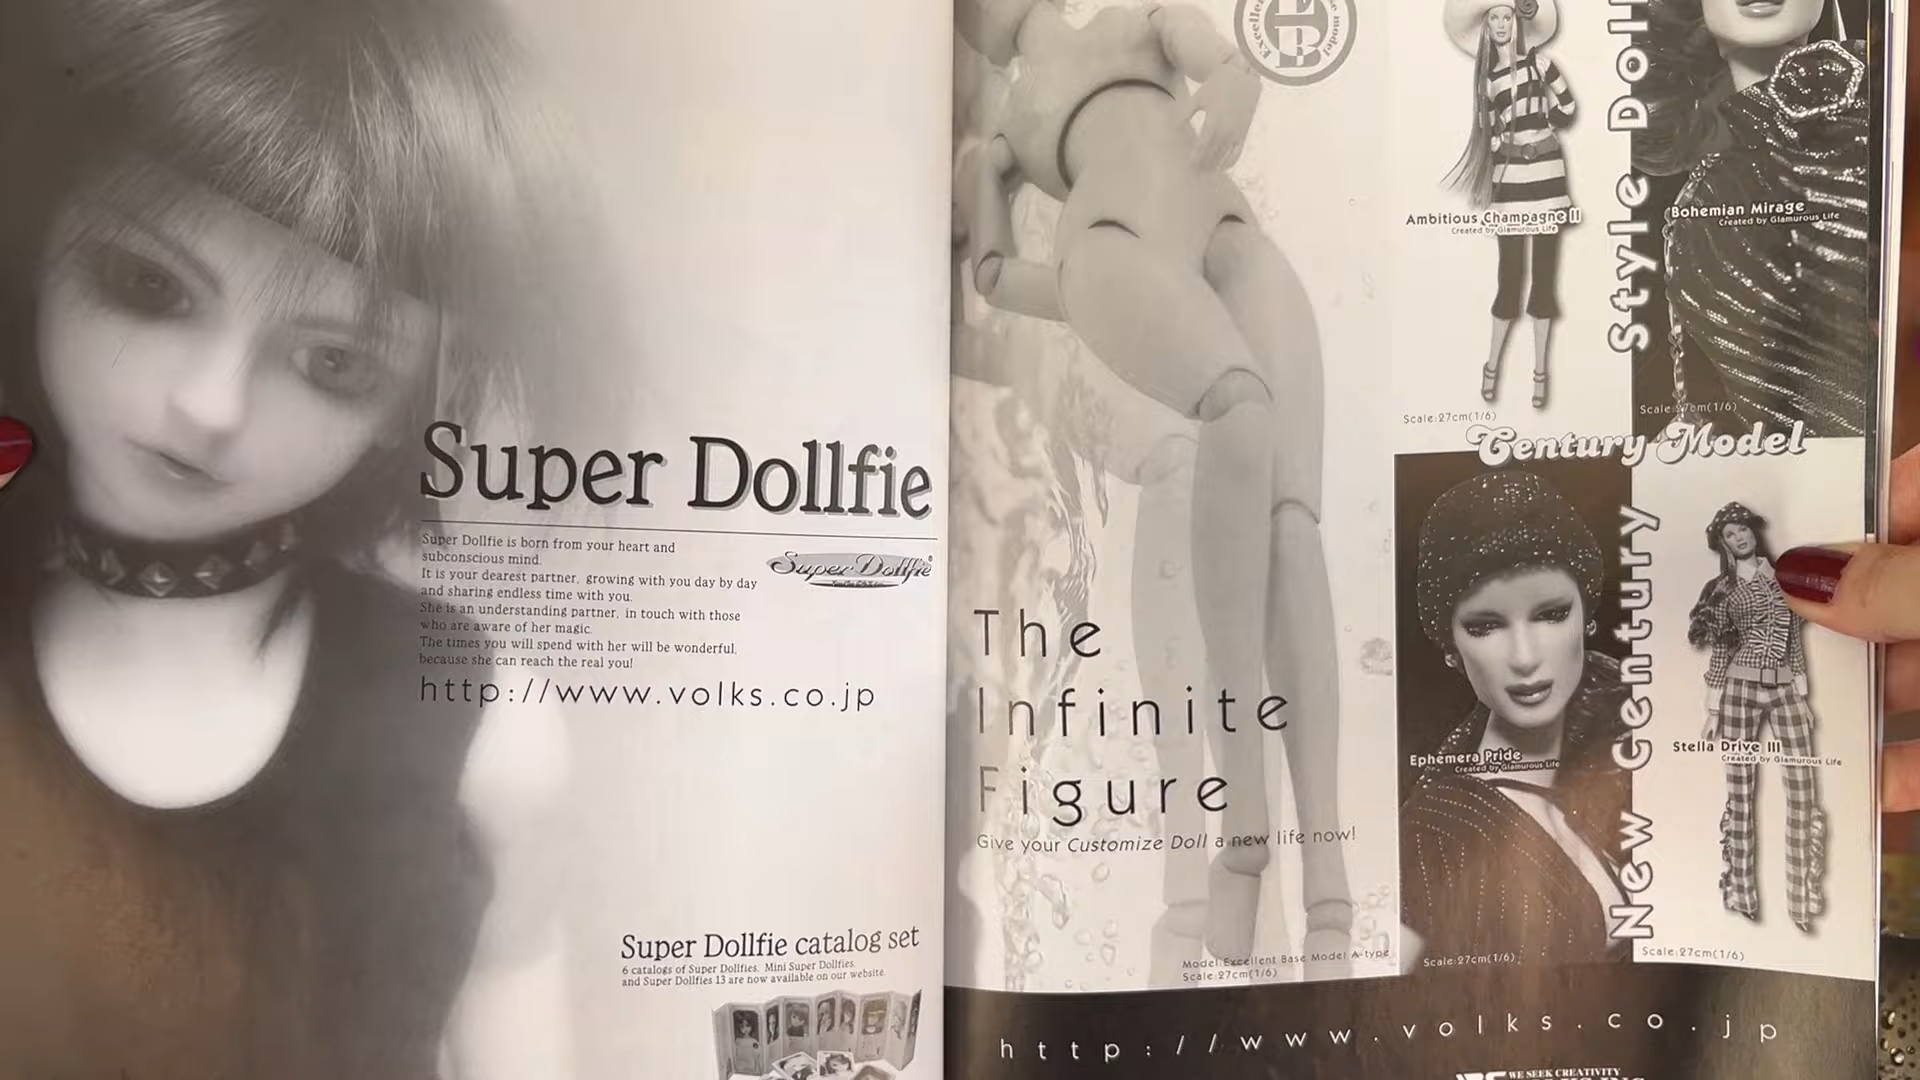 Super Dollfie
Super Dollfie is born from your heart and
subconscious mind.
It is your dearest partner, growing with you day by day
and sharing endless time with you.
She is an understanding partner, in touch with those
who are aware of her magic.
The times you will spend with her will be wonderful,
because she can reach the real you!
Super Dollfie
http://www.volks.co.jp
Super Dollfie catalog set
6 catalogs of Super Dollfies, Mini Super Dollfies,
and Super Dollfies 13 are now available on our website.
The
Infinite
Figure
Give your Customize Doll a new life now!
Model:Excellent Base Model A-type
Scale:27cm(1/6)
Ambitious Champagne II
Created by Glamurous Life
Scale:27cm(1/6)
Style Doll
Bohemian Mirage
Created by Glamurous Life
Scale:27cm(1/6)
Century Model
New Century
Ephemera Pride
Created by Glamurous Life
Scale:27cm(1/6)
Stella Drive III
Created by Glamurous Life
Scale:27cm(1/6)
http://www.volks.co.jp
WE SEEK CREATIVITY